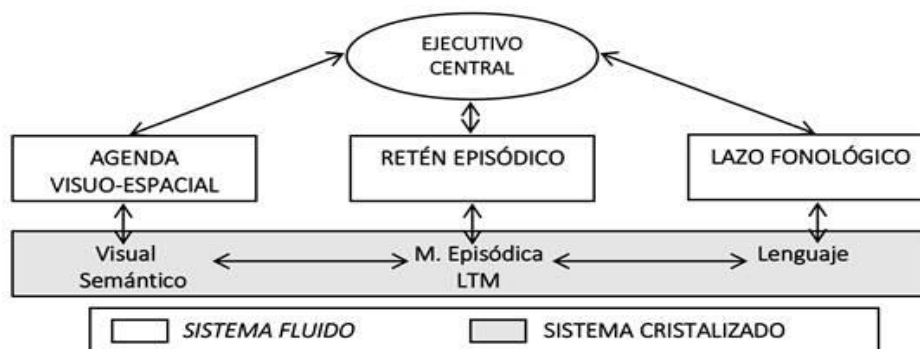 EJECUTIVO
CENTRAL
AGENDA
VISUO-ESPACIAL
RETÉN EPISÓDICO
LAZO FONOLÓGICO
Visual
Semántico
M. Episódica
LTM
Lenguaje
SISTEMA FLUIDO
SISTEMA CRISTALIZADO